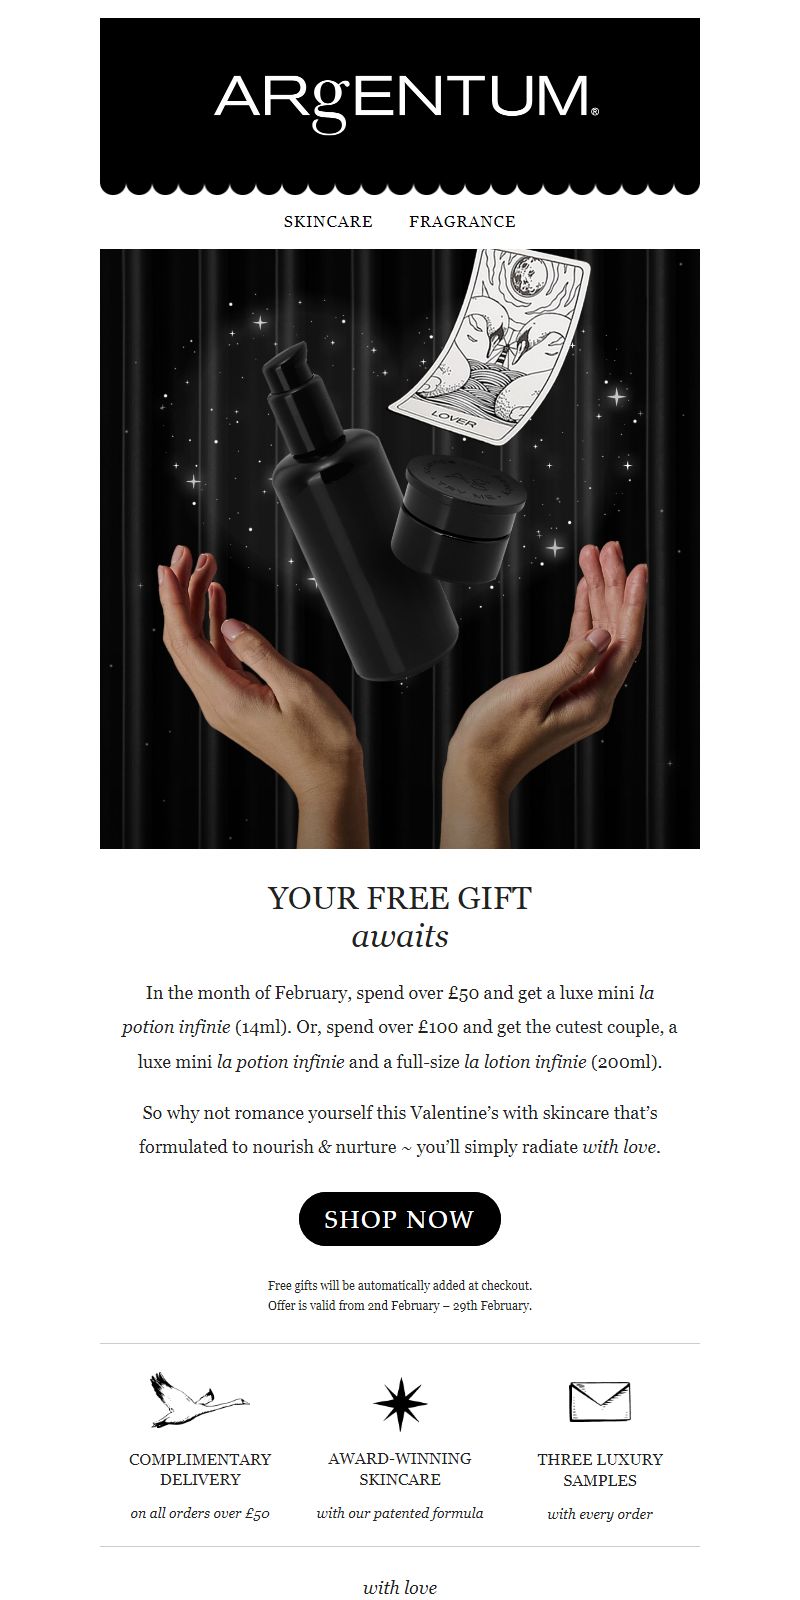 ARgENTUM®
SKINCARE FRAGRANCE
LOVER
TRY ME
YOUR FREE GIFT
awaits
In the month of February, spend over £50 and get a luxe mini la
potion infinie (14ml). Or, spend over £100 and get the cutest couple, a
luxe mini la potion infinie and a full-size la lotion infinie (200ml).
So why not romance yourself this Valentine’s with skincare that’s
formulated to nourish & nurture ~ you’ll simply radiate with love.
SHOP NOW
Free gifts will be automatically added at checkout.
Offer is valid from 2nd February – 29th February.
COMPLIMENTARY
DELIVERY
on all orders over £50
AWARD-WINNING
SKINCARE
with our patented formula
THREE LUXURY
SAMPLES
with every order
with love